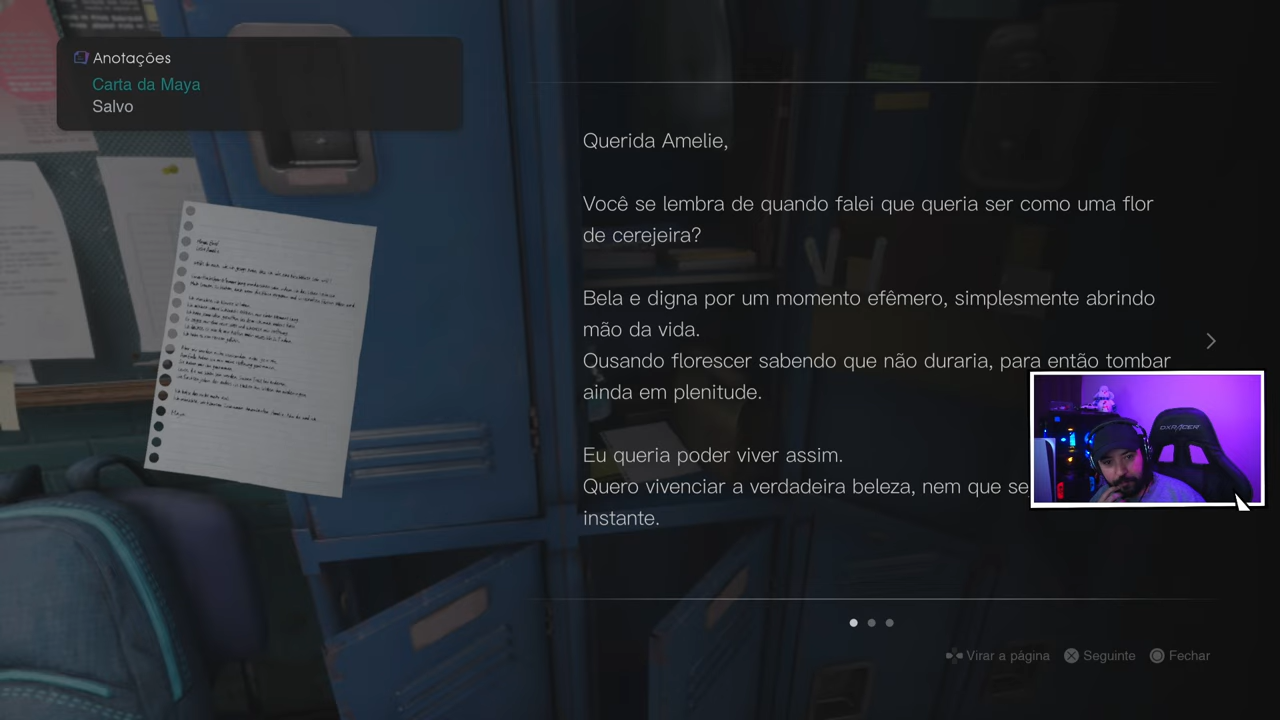 Anotações
Carta da Maya
Salvo
Querida Amelie,
Você se lembra de quando falei que queria ser como uma flor
de cerejeira?
Bela e digna por um momento efêmero, simplesmente abrindo
mão da vida.
Ousando florescer sabendo que não duraria, para então tombar
ainda em plenitude.
Eu queria poder viver assim.
Quero vivenciar a verdadeira beleza, nem que se
instante.
Virar a página
Seguinte
Fechar
DXRACER